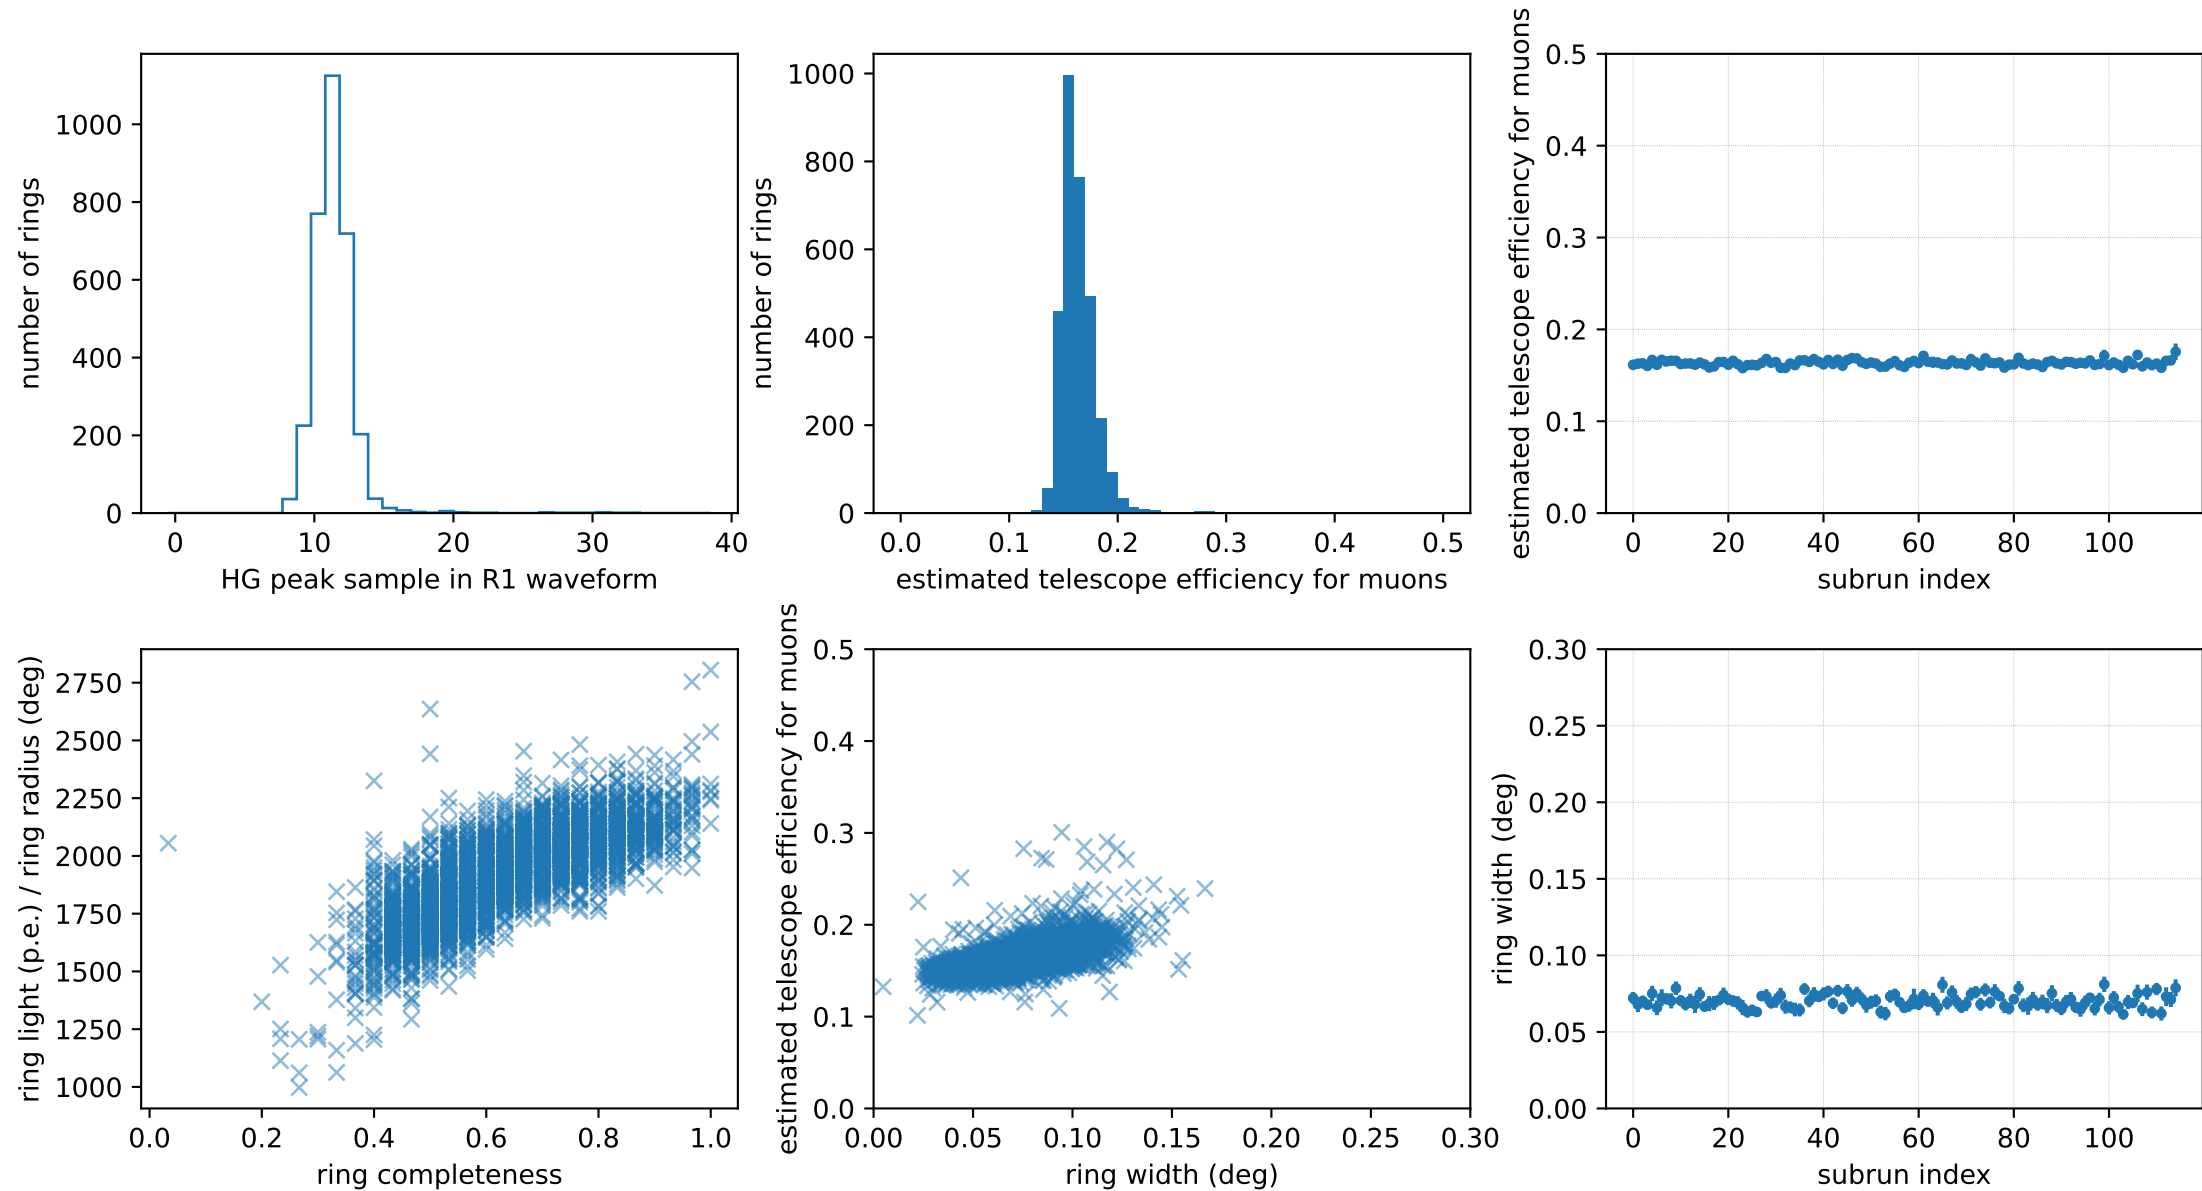 number of rings
1000
800
600
400
200
0
0 10 20 30 40
HG peak sample in R1 waveform
number of rings
1000
800
600
400
200
0
0.0 0.1 0.2 0.3 0.4 0.5
estimated telescope efficiency for muons
estimated telescope efficiency for muons
0.5
0.4
0.3
0.2
0.1
0.0
0 20 40 60 80 100
subrun index
ring light (p.e.) / ring radius (deg)
2750
2500
2250
2000
1750
1500
1250
1000
0.0 0.2 0.4 0.6 0.8 1.0
ring completeness
estimated telescope efficiency for muons
0.5
0.4
0.3
0.2
0.1
0.0
0.00 0.05 0.10 0.15 0.20 0.25 0.30
ring width (deg)
ring width (deg)
0.30
0.25
0.20
0.15
0.10
0.05
0.00
0 20 40 60 80 100
subrun index